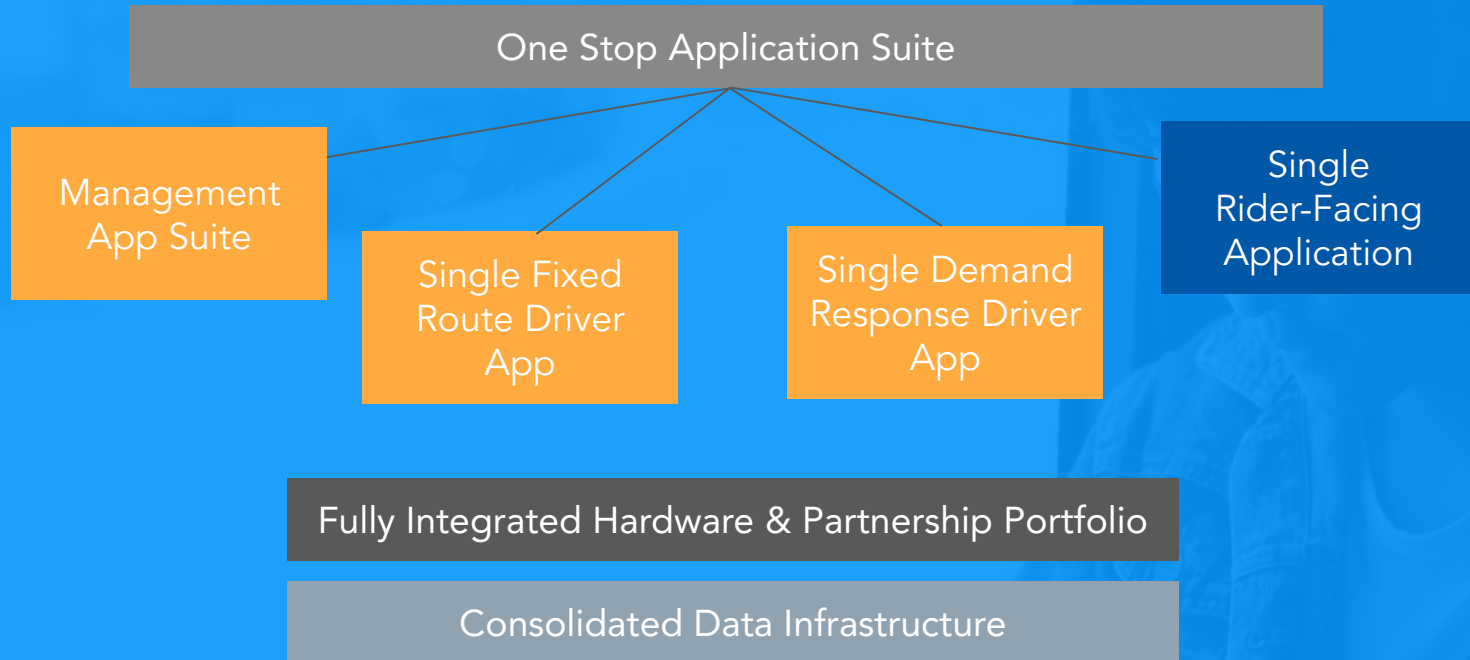 One Stop Application Suite
Management
App Suite
Single Fixed
Route Driver
App
Single Demand
Response Driver
App
Single
Rider-Facing
Application
Fully Integrated Hardware & Partnership Portfolio
Consolidated Data Infrastructure